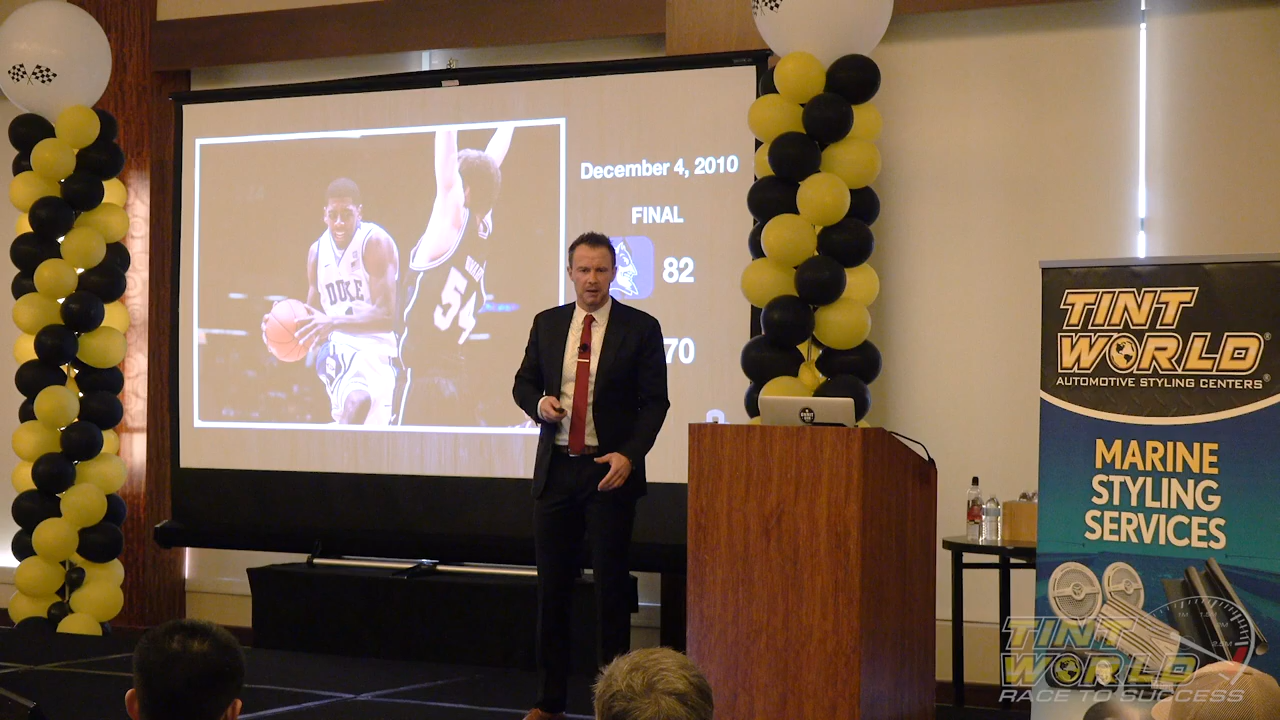 December 4, 2010
FINAL
82
70
DUKE
54
TINT
WORLD®
AUTOMOTIVE STYLING CENTERS®
MARINE
STYLING
SERVICES
TINT
WORLD
RACE TO SUCCESS